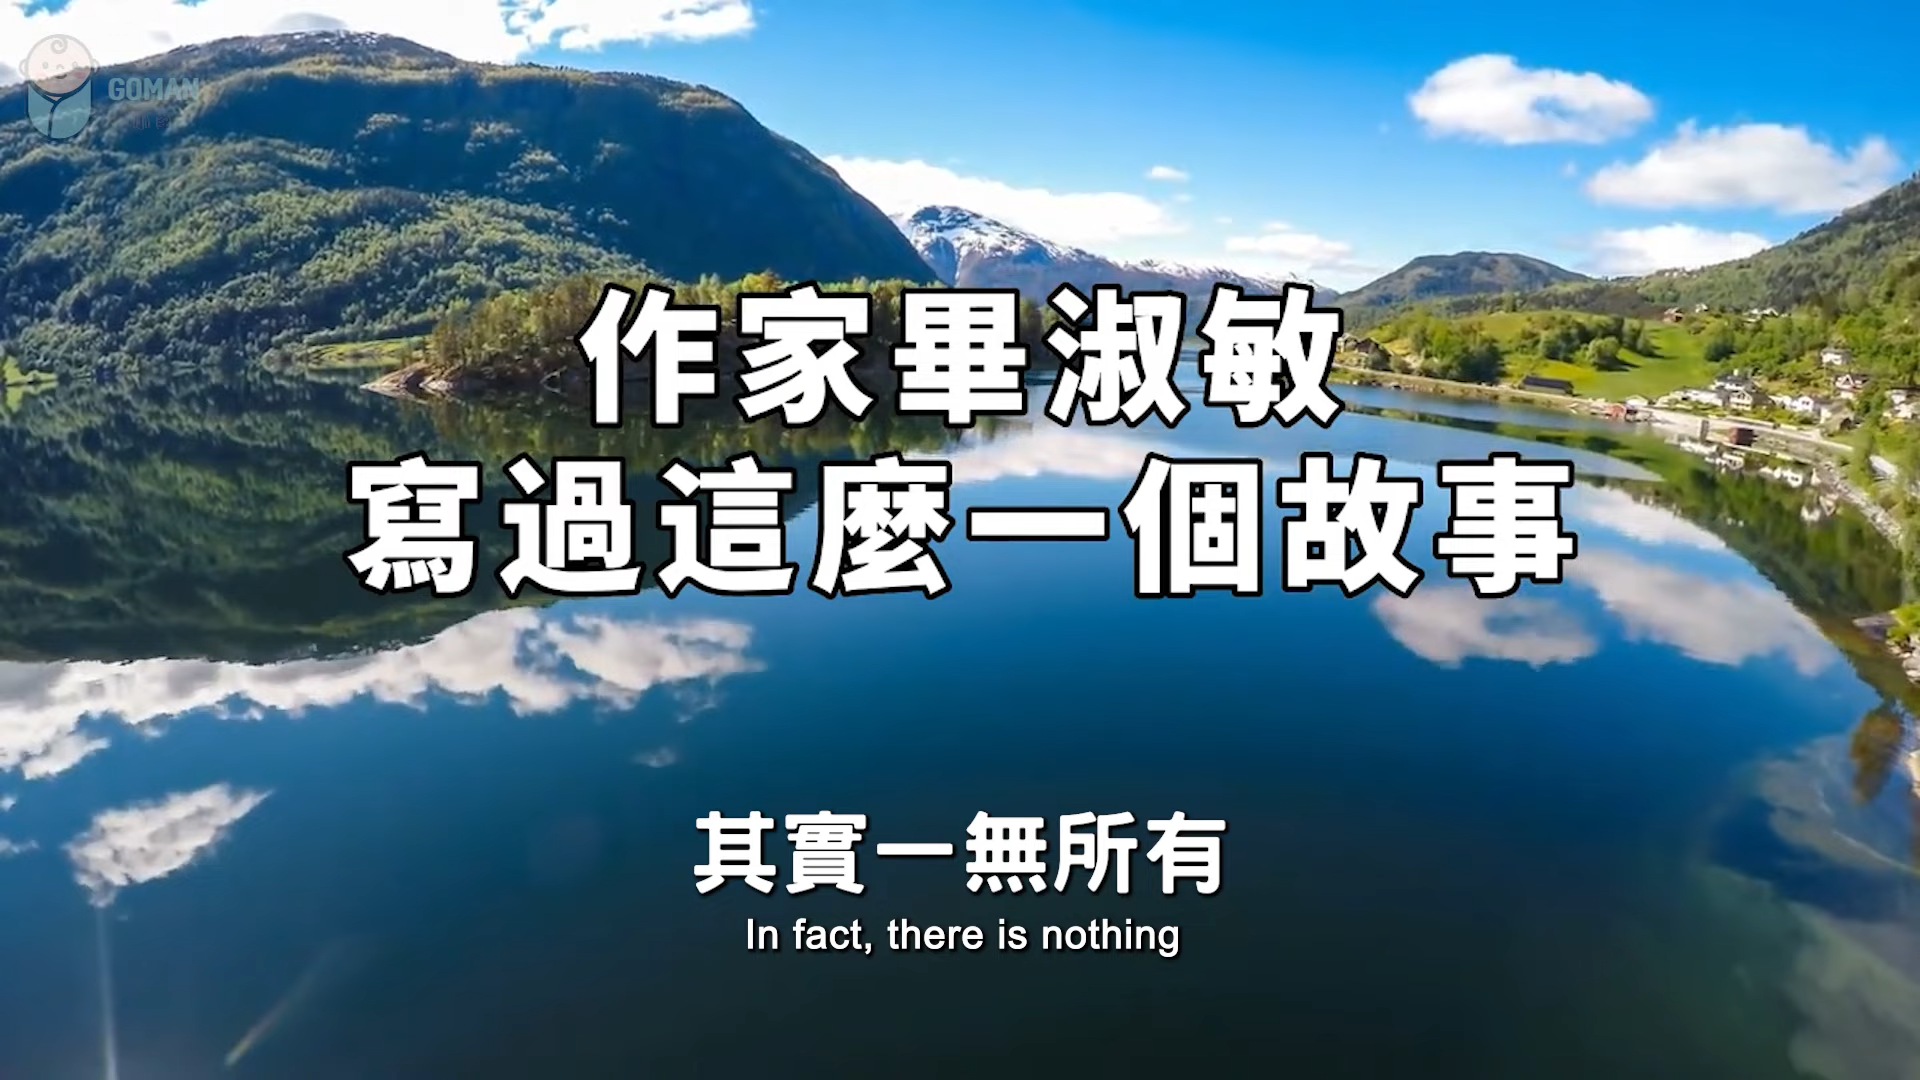 GOMAN
作家畢淑敏
寫過這麼一個故事
其實一無所有
In fact, there is nothing